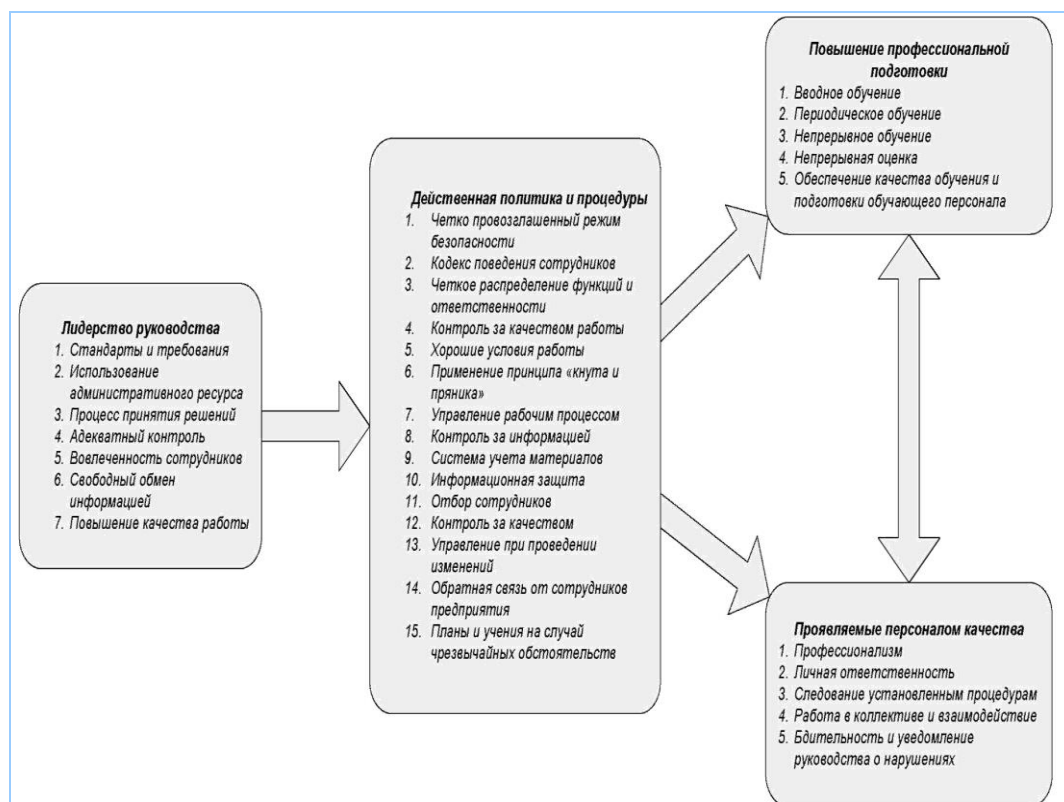 Лидерство руководства
1. Стандарты и требования
2. Использование
административного ресурса
3. Процесс принятия решений
4. Адекватный контроль
5. Вовлеченность сотрудников
6. Свободный обмен
информацией
7. Повышение качества работы
Действенная политика и процедуры
1. Четко провозглашенный режим
безопасности
2. Кодекс поведения сотрудников
3. Четкое распределение функций и
ответственности
4. Контроль за качеством работы
5. Хорошие условия работы
6. Применение принципа «кнута и
пряника»
7. Управление рабочим процессом
8. Контроль за информацией
9. Система учета материалов
10. Информационная защита
11. Отбор сотрудников
12. Контроль за качеством
13. Управление при проведении
изменений
14. Обратная связь от сотрудников
предприятия
15. Планы и учения на случай
чрезвычайных обстоятельств
Повышение профессиональной
подготовки
1. Вводное обучение
2. Периодическое обучение
3. Непрерывное обучение
4. Непрерывная оценка
5. Обеспечение качества обучения и
подготовки обучающего персонала
Проявляемые персоналом качества
1. Профессионализм
2. Личная ответственность
3. Следование установленным процедурам
4. Работа в коллективе и взаимодействие
5. Бдительность и уведомление
руководства о нарушениях